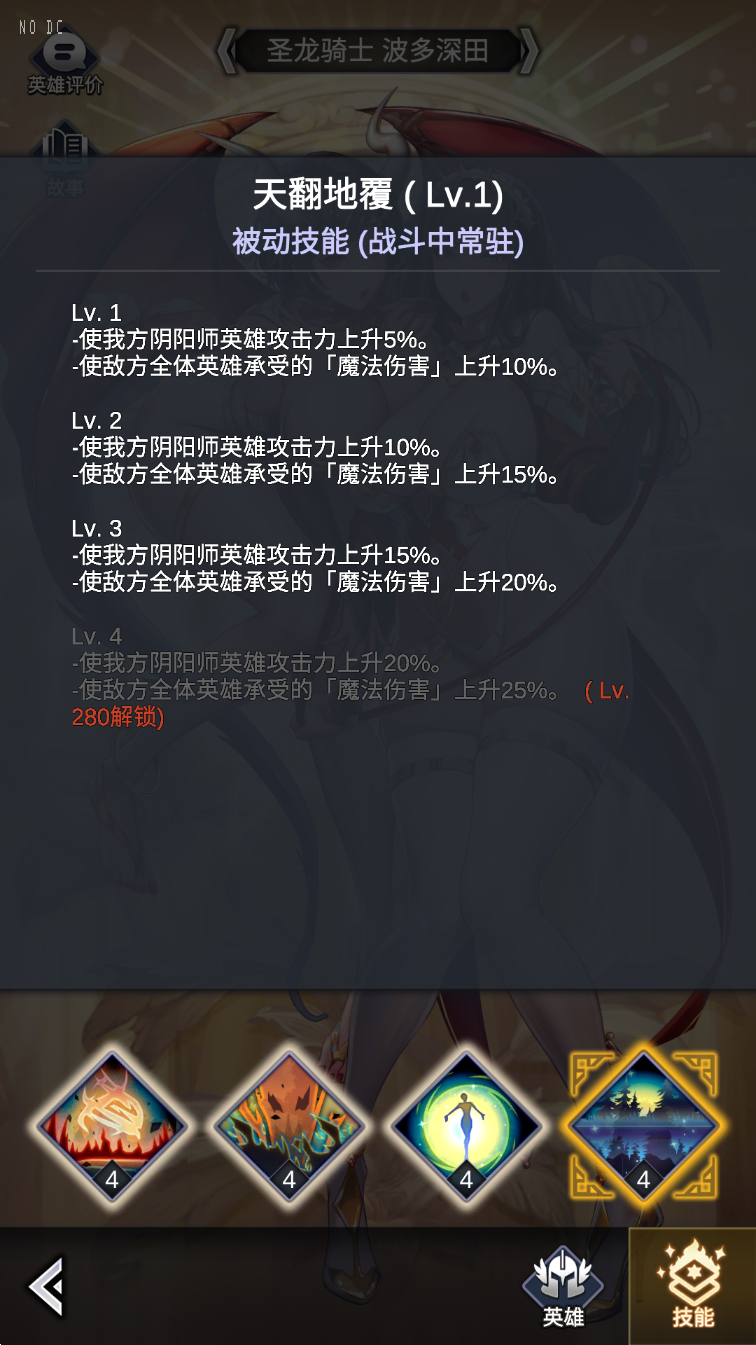 NO DC
圣龙骑士 波多深田
英雄评价
故事
天翻地覆 ( Lv.1)
被动技能 (战斗中常驻)
Lv. 1
-使我方阴阳师英雄攻击力上升5%。
-使敌方全体英雄承受的「魔法伤害」上升10%。
Lv. 2
-使我方阴阳师英雄攻击力上升10%。
-使敌方全体英雄承受的「魔法伤害」上升15%。
Lv. 3
-使我方阴阳师英雄攻击力上升15%。
-使敌方全体英雄承受的「魔法伤害」上升20%。
Lv. 4
-使我方阴阳师英雄攻击力上升20%。
-使敌方全体英雄承受的「魔法伤害」上升25%。 ( Lv.
280解锁)
4 4 4 4
英雄 技能